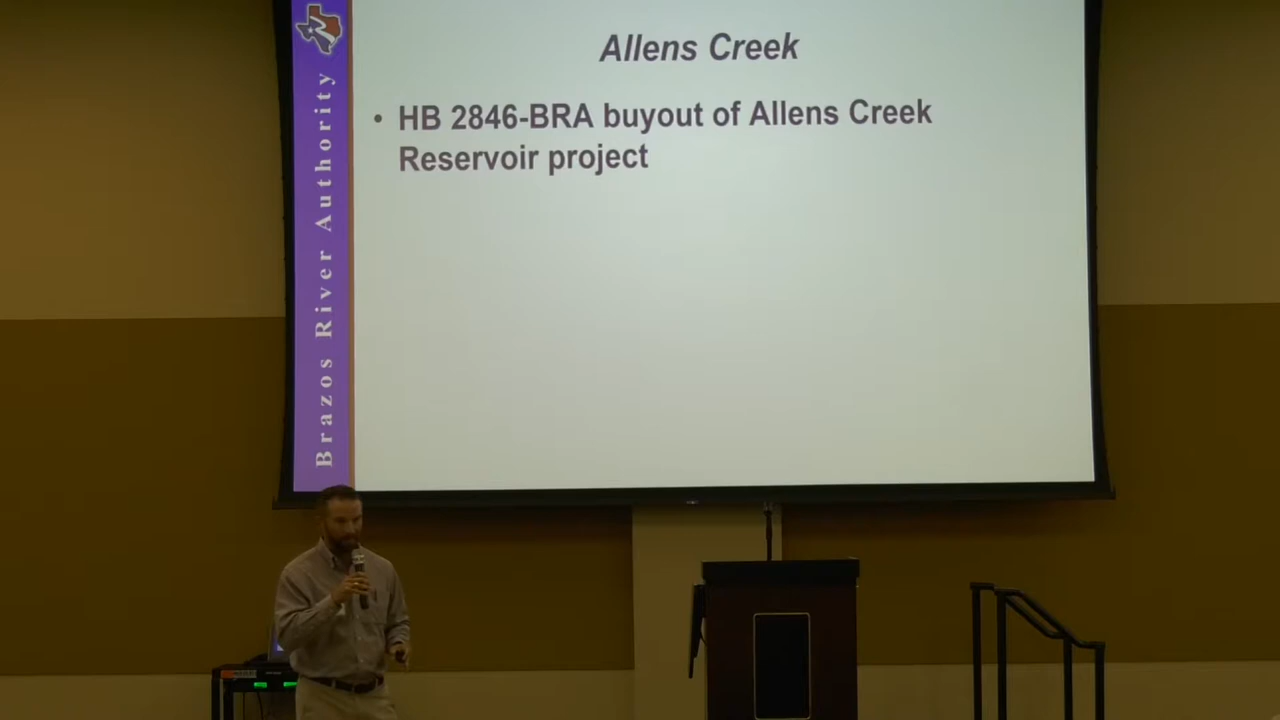 Allens Creek
• HB 2846-BRA buyout of Allens Creek
Reservoir project
Brazos River Authority